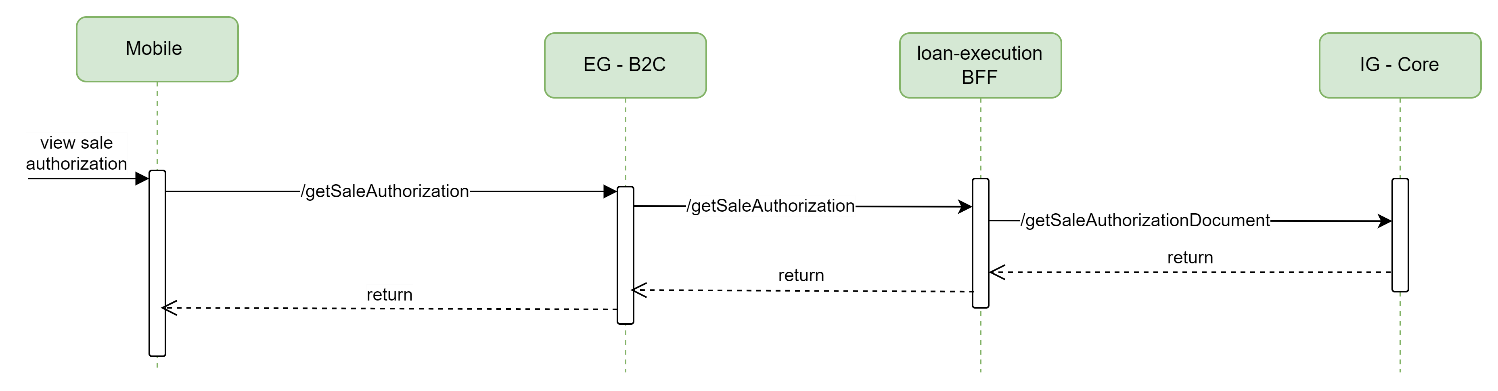 Mobile
EG - B2C
loan-execution
BFF
IG - Core
view sale
authorization
/getSaleAuthorization
/getSaleAuthorization
/getSaleAuthorizationDocument
return
return
return